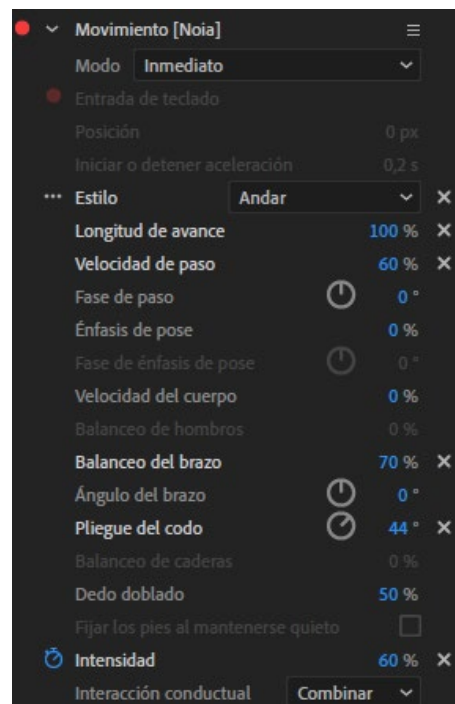 Movimiento [Noia]
Modo Inmediato
Entrada de teclado
Posición 0 px
Iniciar o detener aceleración 0,2 s
Estilo Andar
Longitud de avance 100 %
Velocidad de paso 60 %
Fase de paso 0 °
Énfasis de pose 0 %
Fase de énfasis de pose 0 °
Velocidad del cuerpo 0 %
Balanceo de hombros 0 %
Balanceo del brazo 70 %
Ángulo del brazo 0 °
Pliegue del codo 44 °
Balanceo de caderas 0 %
Dedo doblado 50 %
Fijar los pies al mantenerse quieto
Intensidad 60 %
Interacción conductual Combinar